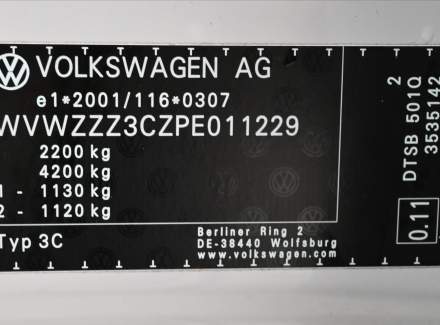 VOLKSWAGEN AG
e1*2001/116*0307
WVWZZZ3CZPE011229
2200 kg
4200 kg
1 - 1130 kg
2 - 1120 kg
Typ 3C
Berliner Ring 2
DE-38440 Wolfsburg
www.volkswagen.com
0.11
DTSB 501Q
2
3535142